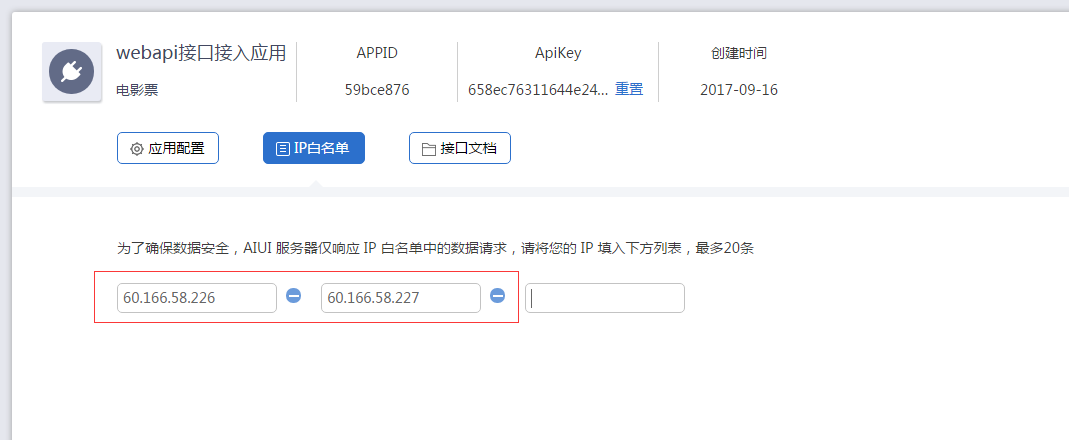 webapi接口接入应用 APPID ApiKey 创建时间
电影票 59bce876 658ec76311644e24... 重置 2017-09-16
应用配置 IP白名单 接口文档
为了确保数据安全，AIUI 服务器仅响应 IP 白名单中的数据请求，请将您的 IP 填入下方列表，最多20条
60.166.58.226 60.166.58.227